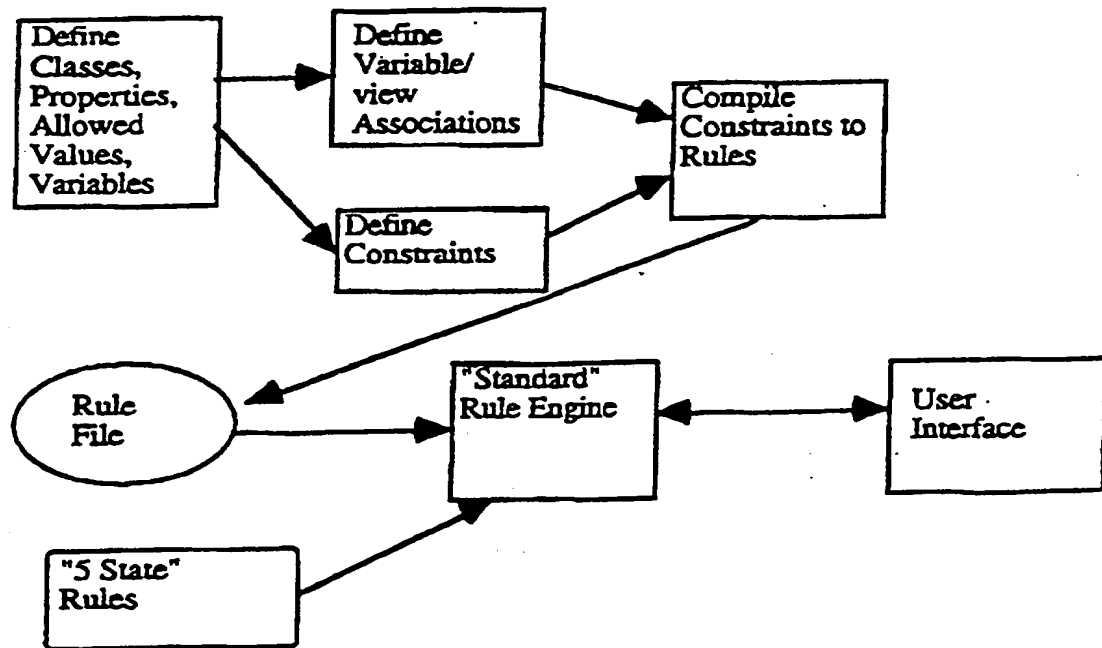 Define
Classes,
Properties,
Allowed
Values,
Variables
Define
Variable/
view
Associations
Compile
Constraints to
Rules
Define
Constraints
Rule
File
"Standard"
Rule Engine
User
Interface
"5 State"
Rules